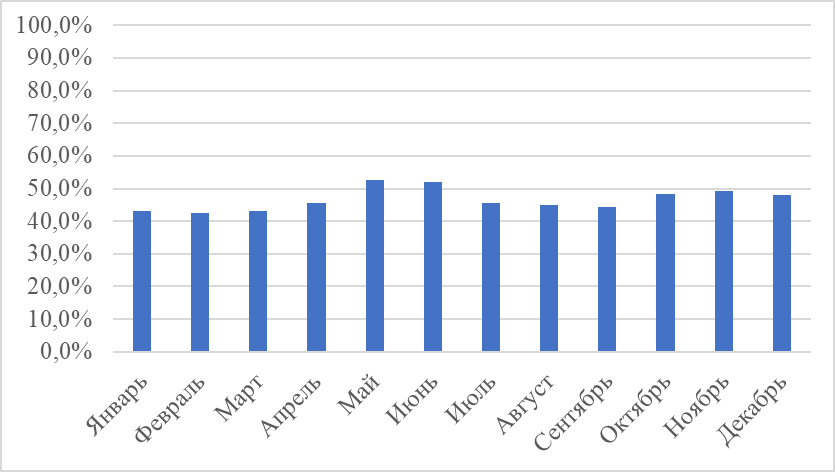 100,0%
90,0%
80,0%
70,0%
60,0%
50,0%
40,0%
30,0%
20,0%
10,0%
0,0%
Январь
Февраль
Март
Апрель
Май
Июнь
Июль
Август
Сентябрь
Октябрь
Ноябрь
Декабрь